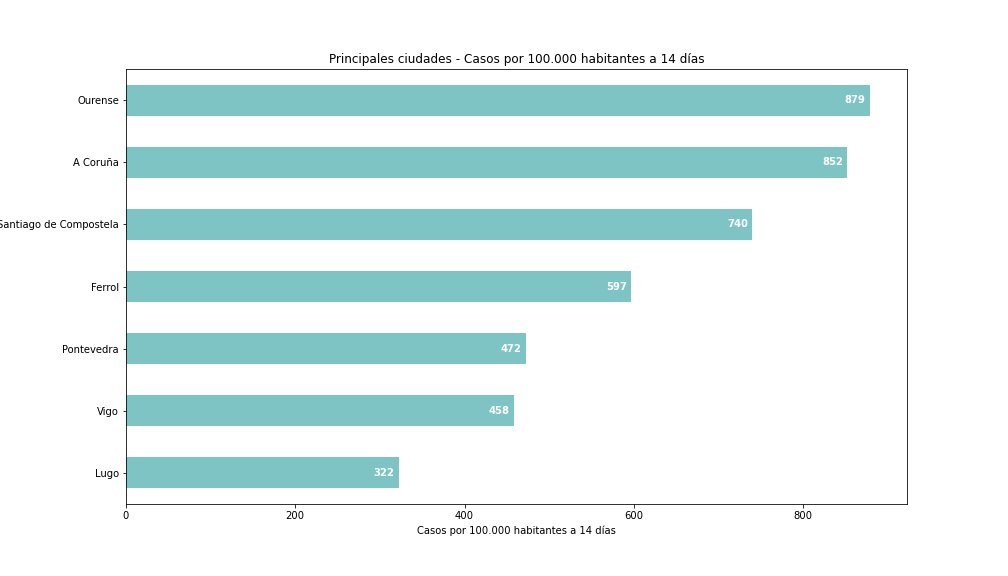 Principales ciudades - Casos por 100.000 habitantes a 14 días
Ourense 879
A Coruña 852
Santiago de Compostela 740
Ferrol 597
Pontevedra 472
Vigo 458
Lugo 322
0 200 400 600 800
Casos por 100.000 habitantes a 14 días